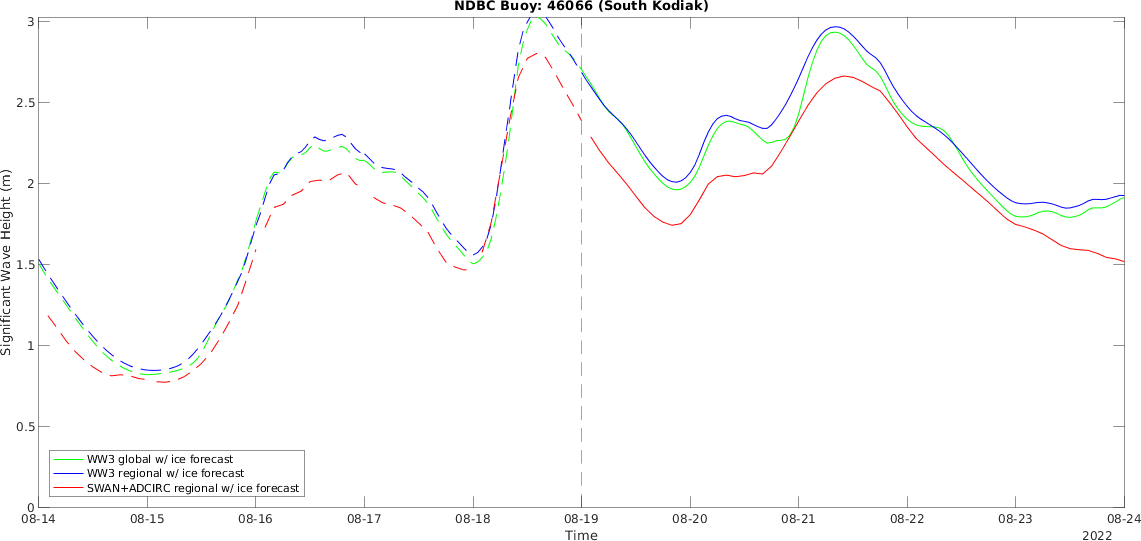 NDBC Buoy: 46066 (South Kodiak)
3
2.5
2
1.5
1
0.5
0
Significant Wave Height (m)
WW3 global w/ ice forecast
WW3 regional w/ ice forecast
SWAN+ADCIRC regional w/ ice forecast
08-14 08-15 08-16 08-17 08-18 08-19 08-20 08-21 08-22 08-23 08-24
Time
2022